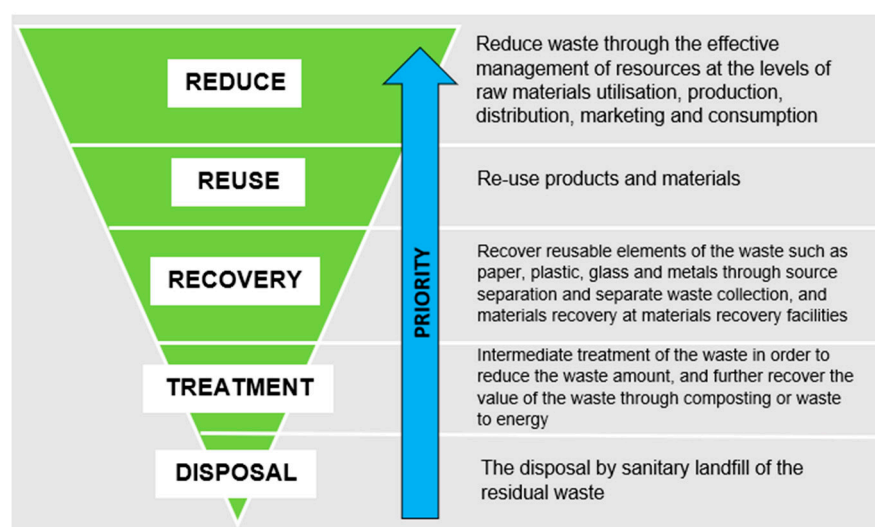 REDUCE
Reduce waste through the effective
management of resources at the levels of
raw materials utilisation, production,
distribution, marketing and consumption
REUSE
Re-use products and materials
RECOVERY
Recover reusable elements of the waste such as
paper, plastic, glass and metals through source
separation and separate waste collection, and
materials recovery at materials recovery facilities
TREATMENT
Intermediate treatment of the waste in order to
reduce the waste amount, and further recover the
value of the waste through composting or waste
to energy
DISPOSAL
The disposal by sanitary landfill of the
residual waste
PRIORITY